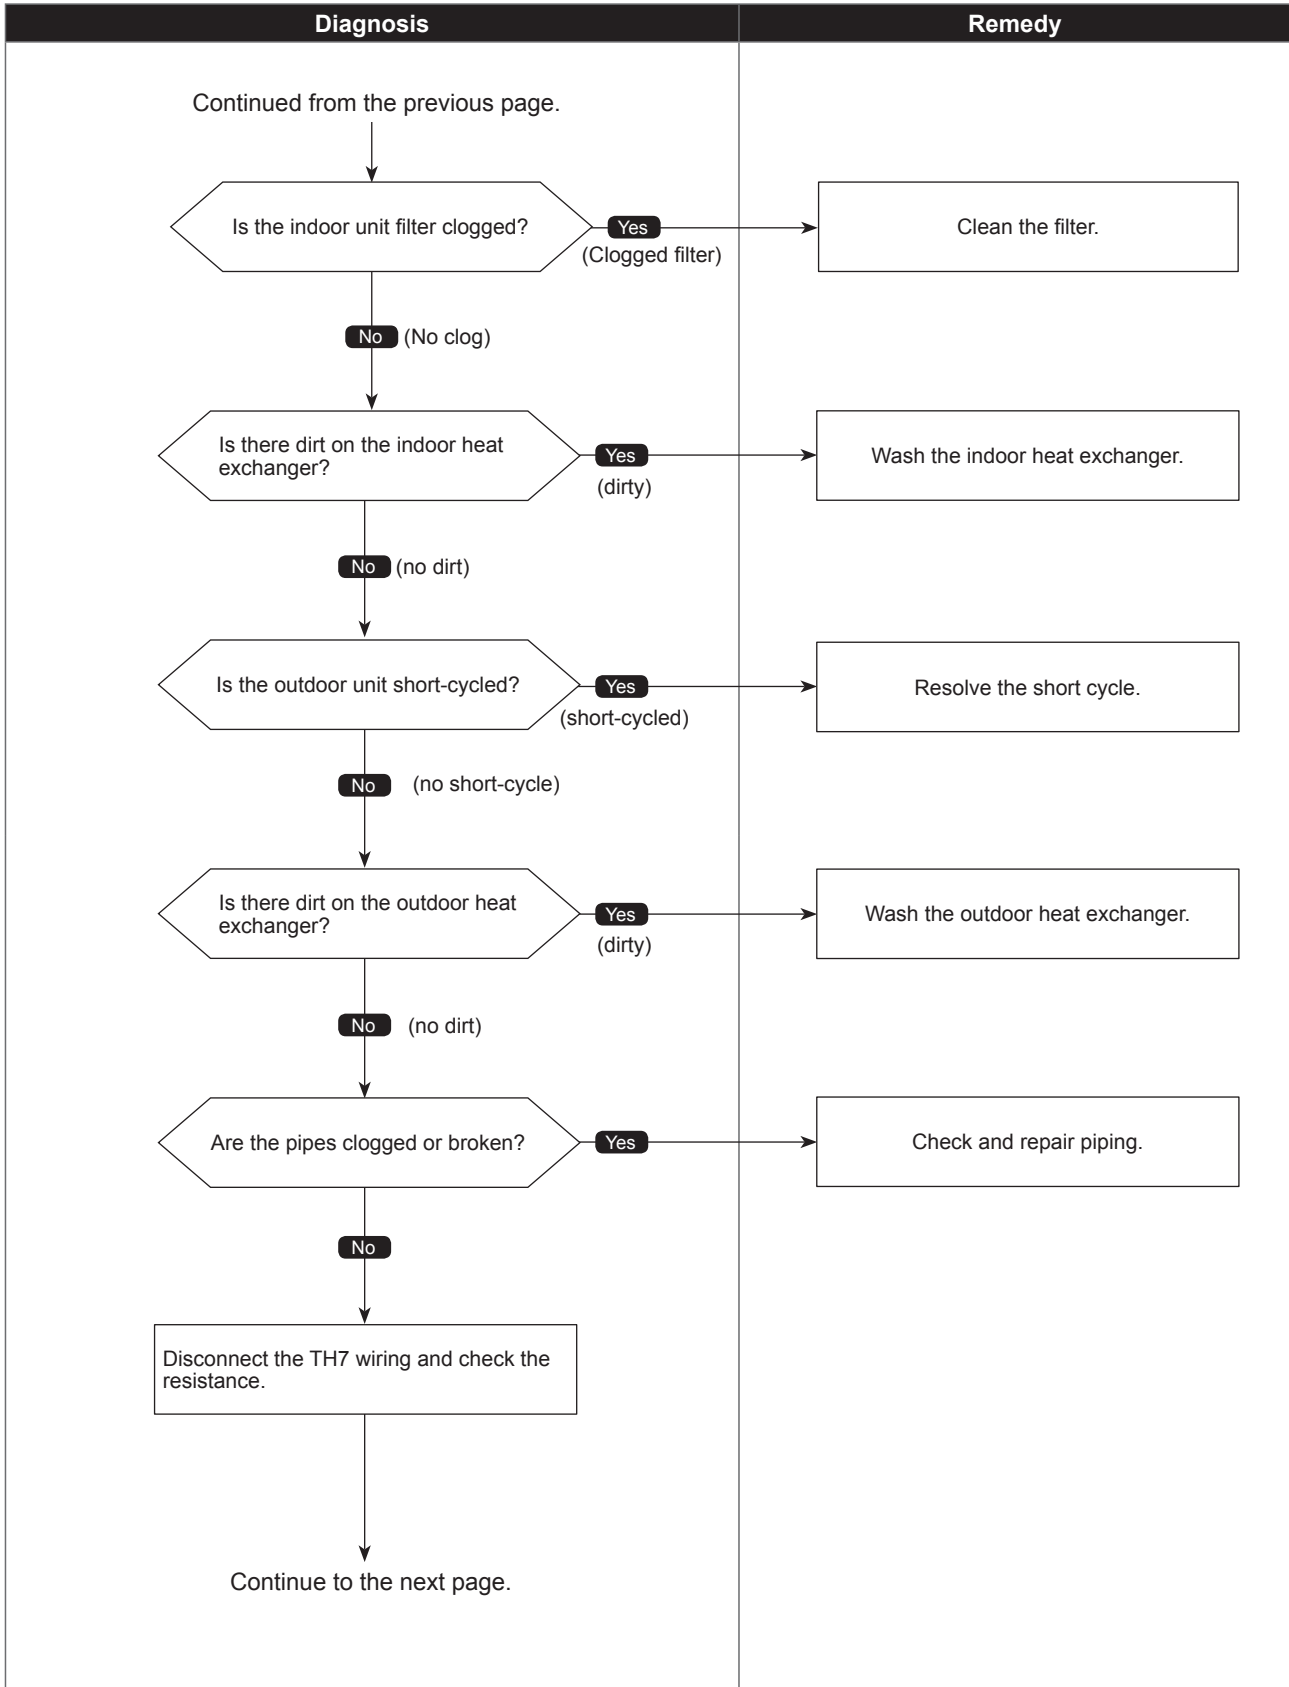 Diagnosis
Remedy
Continued from the previous page.
Is the indoor unit filter clogged?
Yes
(Clogged filter)
Clean the filter.
No (No clog)
Is there dirt on the indoor heat
exchanger?
Yes
(dirty)
Wash the indoor heat exchanger.
No (no dirt)
Is the outdoor unit short-cycled?
Yes
(short-cycled)
Resolve the short cycle.
No (no short-cycle)
Is there dirt on the outdoor heat
exchanger?
Yes
(dirty)
Wash the outdoor heat exchanger.
No (no dirt)
Are the pipes clogged or broken?
Yes
Check and repair piping.
No
Disconnect the TH7 wiring and check the
resistance.
Continue to the next page.